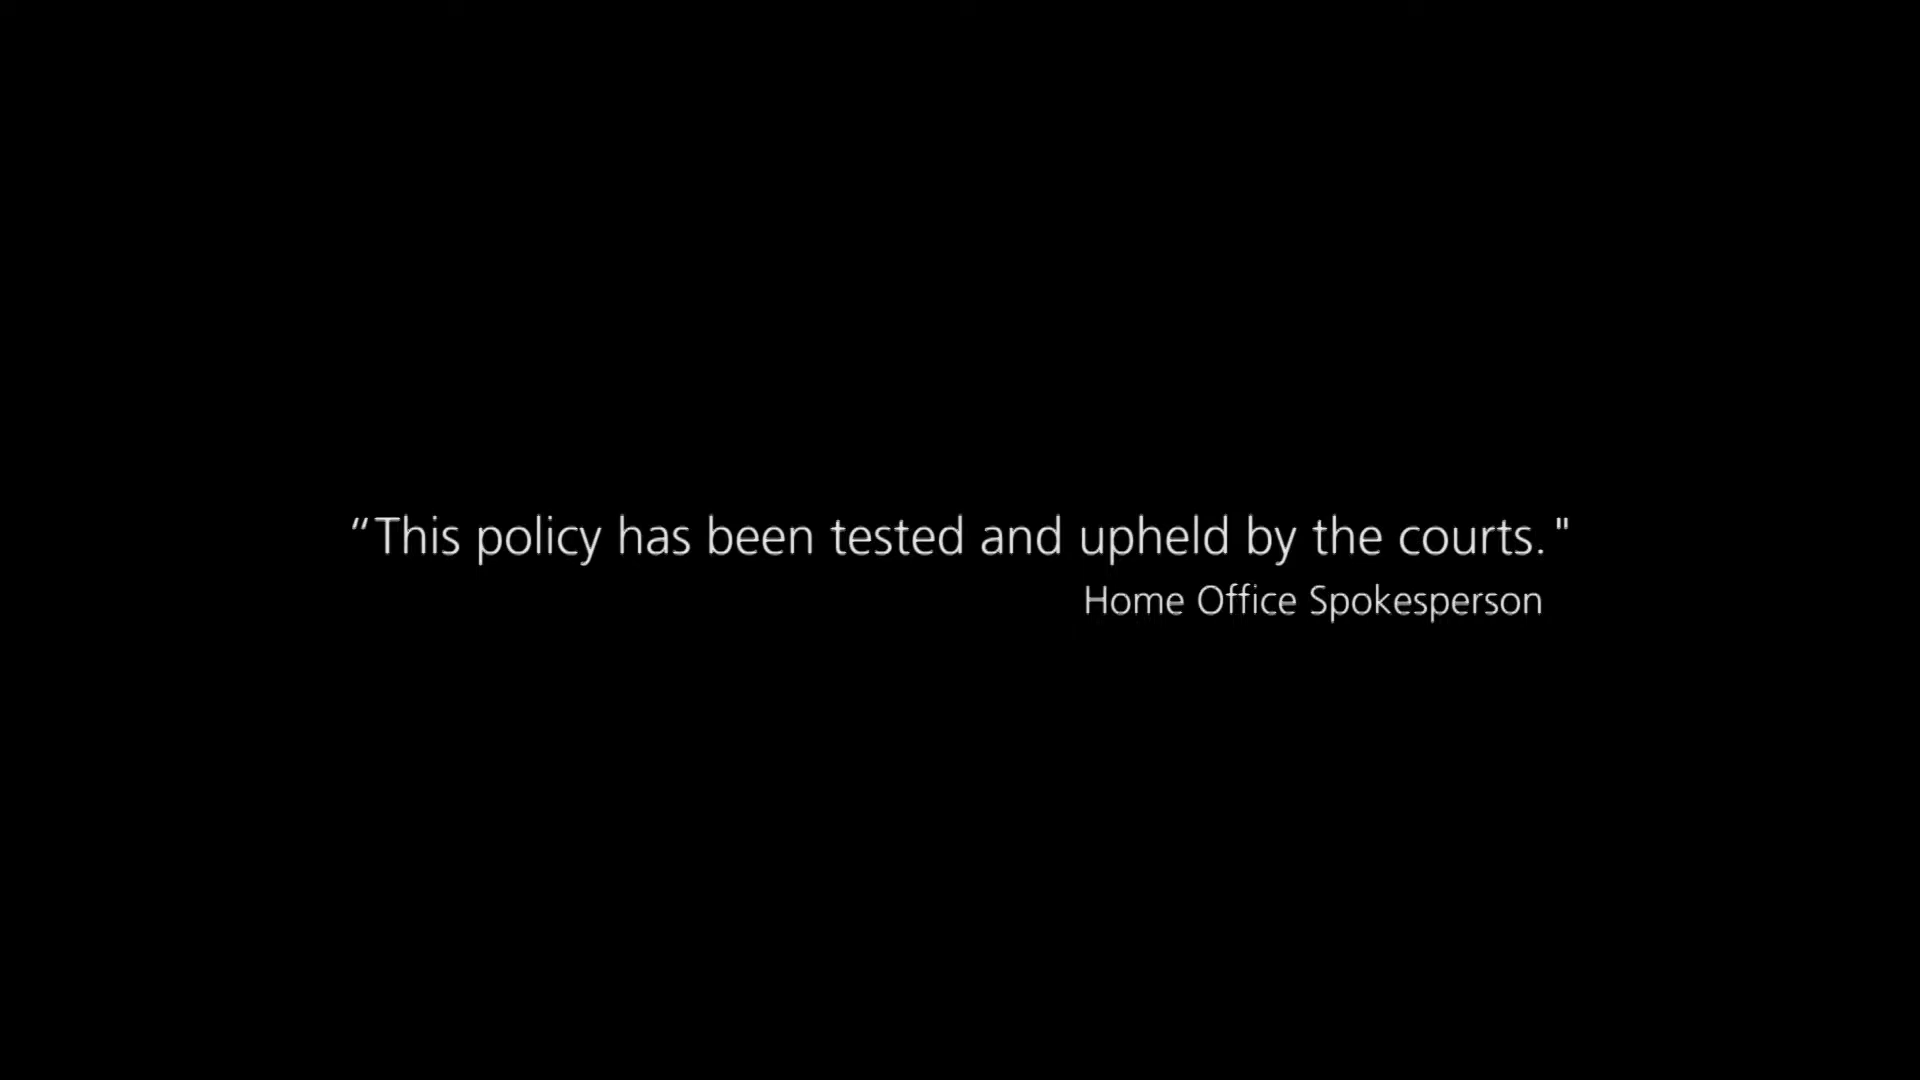 “This policy has been tested and upheld by the courts."
Home Office Spokesperson